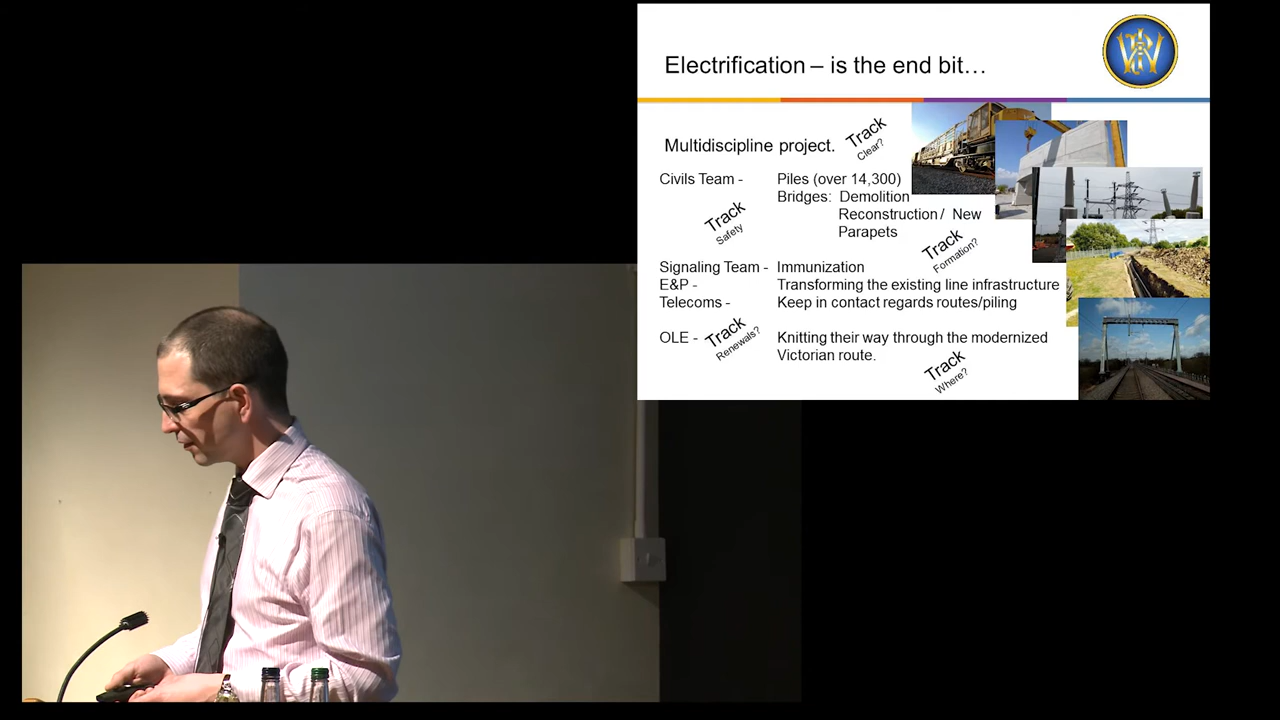 Electrification – is the end bit…
Multidiscipline project.
Track
Clear?
Civils Team - Piles (over 14,300)
Bridges: Demolition
Reconstruction / New
Parapets
Track
Safety
Track
Formation?
Signaling Team - Immunization
E&P - Transforming the existing line infrastructure
Telecoms - Keep in contact regards routes/piling
OLE - Knitting their way through the modernized
Victorian route.
Track
Renewals?
Track
Where?